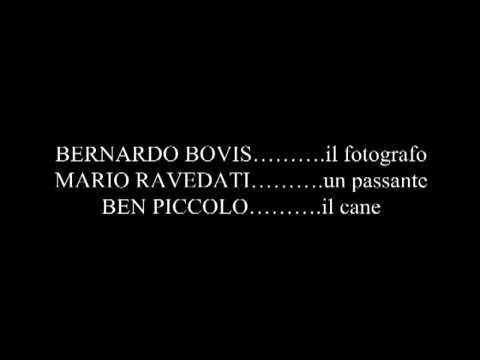 BERNARDO BOVIS……….il fotografo
MARIO RAVEDATI……….un passante
BEN PICCOLO……….il cane